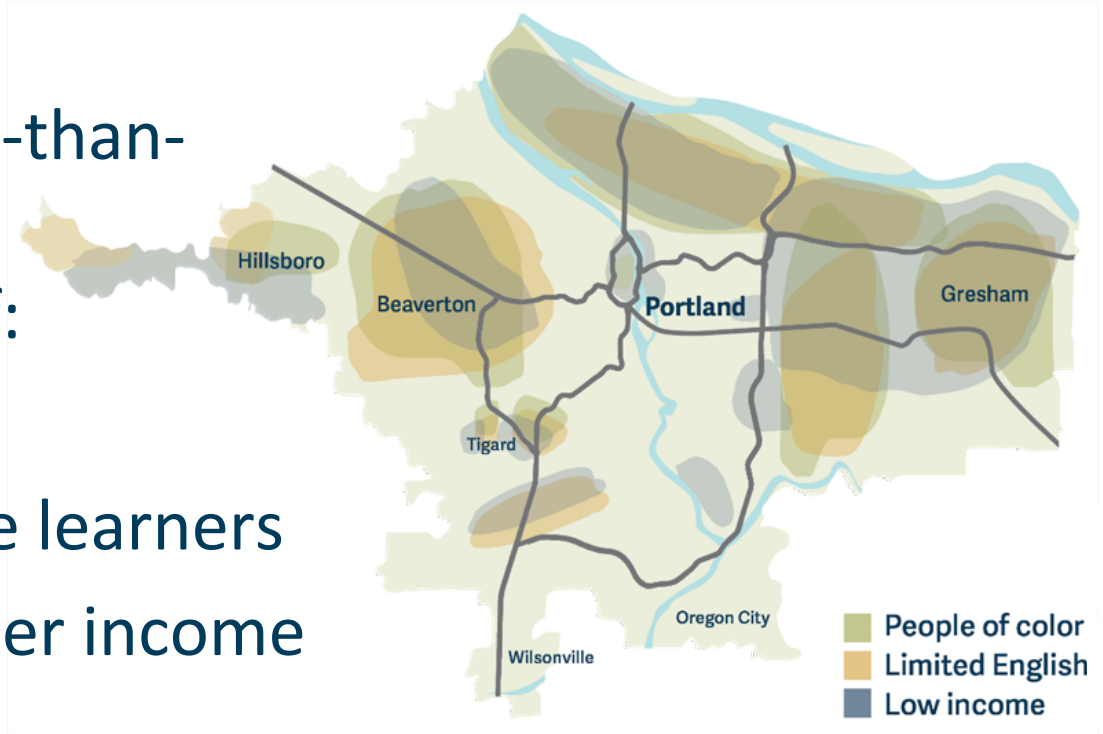 -than-
:
e learners
er income
Hillsboro
Beaverton
Portland
Gresham
Tigard
Oregon City
Wilsonville
People of color
Limited English
Low income